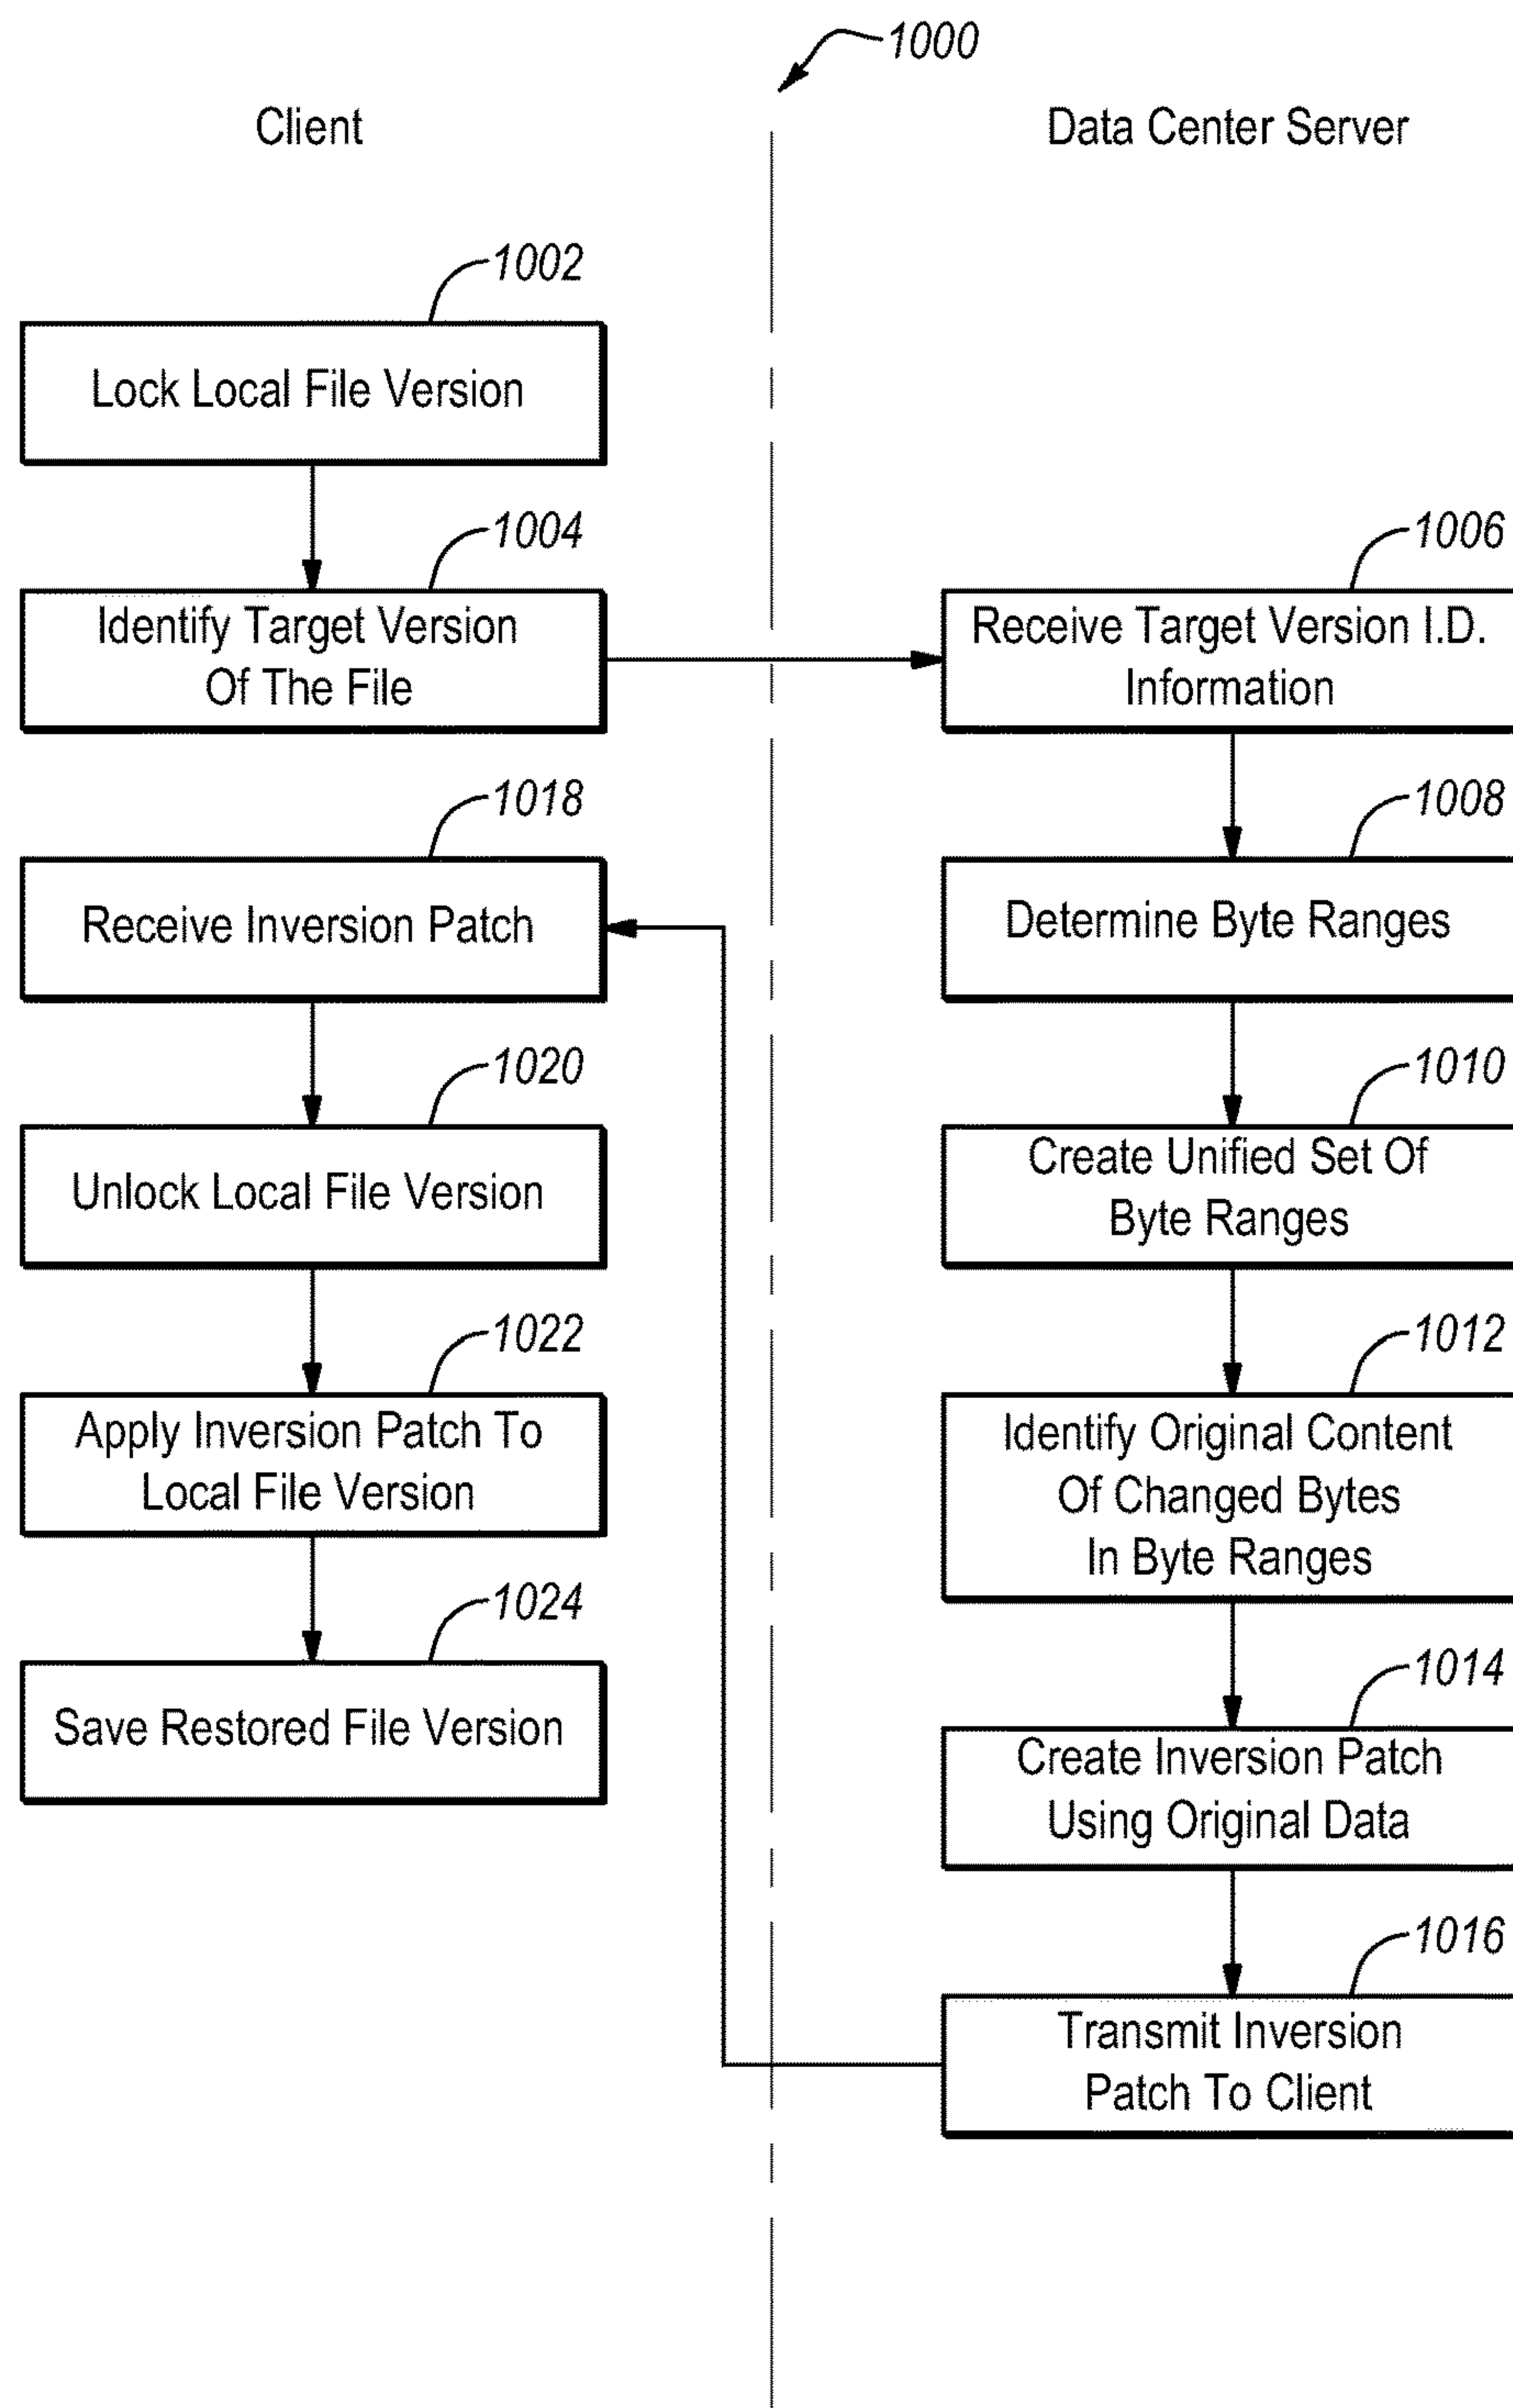 1000
Client
Data Center Server
1002
Lock Local File Version
1004
Identify Target Version
Of The File
1006
Receive Target Version I.D.
Information
1018
Receive Inversion Patch
1008
Determine Byte Ranges
1020
Unlock Local File Version
1010
Create Unified Set Of
Byte Ranges
1022
Apply Inversion Patch To
Local File Version
1012
Identify Original Content
Of Changed Bytes
In Byte Ranges
1024
Save Restored File Version
1014
Create Inversion Patch
Using Original Data
1016
Transmit Inversion
Patch To Client